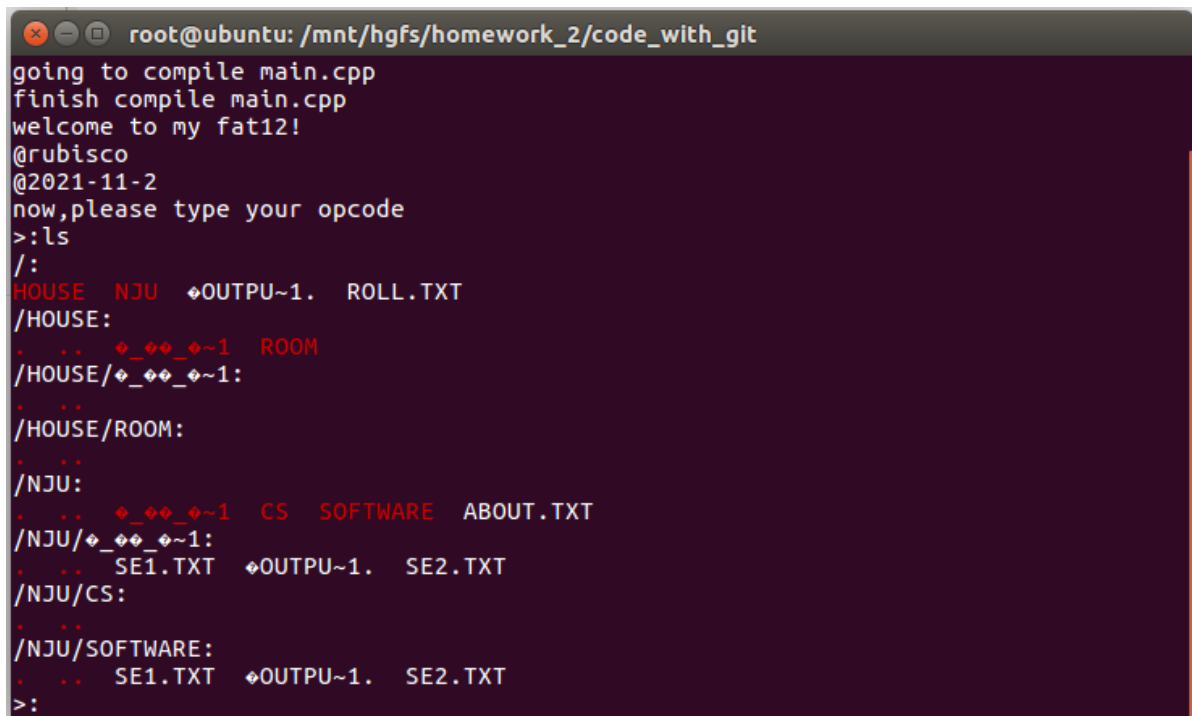 root@ubuntu: /mnt/hgfs/homework_2/code_with_git
going to compile main.cpp
finish compile main.cpp
welcome to my fat12!
@rubisco
@2021-11-2
now,please type your opcode
>:ls
/:
HOUSE  NJU  �OUTPU~1.  ROLL.TXT
/HOUSE:
.  ..  �_��_�~1  ROOM
/HOUSE/�_��_�~1:
.  ..
/HOUSE/ROOM:
.  ..
/NJU:
.  ..  �_��_�~1  CS  SOFTWARE  ABOUT.TXT
/NJU/�_��_�~1:
.  ..  SE1.TXT  �OUTPU~1.  SE2.TXT
/NJU/CS:
.  ..
/NJU/SOFTWARE:
.  ..  SE1.TXT  �OUTPU~1.  SE2.TXT
>: